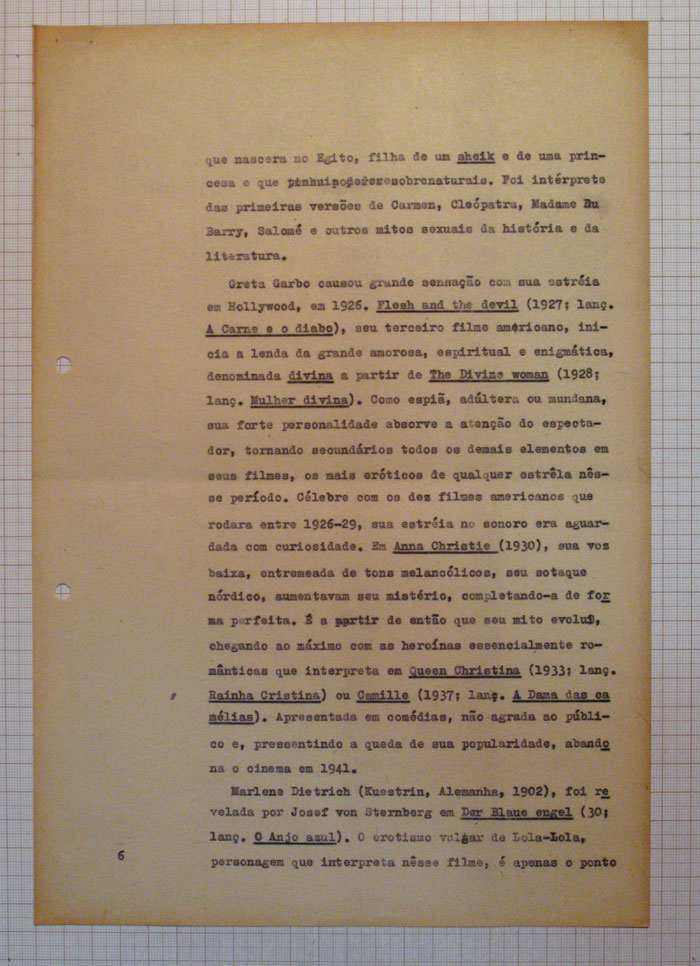 que nascera no Egito, filha de um sheik e de uma prin-
cesa e que sobrenaturais. Foi intérprete
das primeiras versões de Carmen, Cleópatra, Madame Du
Barry, Salomé e outros mitos sexuais da história e da
literatura.
Greta Garbo causou grande sensação com sua estréia
em Hollywood, em 1926. Flesh and the devil (1927; lanç.
A Carne e o diabo), seu terceiro filme americano, ini-
cia a lenda da grande amorosa, espiritual e enigmática,
denominada divina a partir de The Divine woman (1928;
lanç. Mulher divina). Como espiã, adúltera ou mundana,
sua forte personalidade absorve a atenção do especta-
dor, tornando secundários todos os demais elementos em
seus filmes, os mais eróticos de qualquer estrêla nês-
se período. Célebre com os dez filmes americanos que
rodara entre 1926-29, sua estréia no sonoro era aguar-
dada com curiosidade. Em Anna Christie (1930), sua voz
baixa, entremeada de tons melancólicos, seu sotaque
nórdico, aumentavam seu mistério, completando-a de for
ma perfeita. É a partir de então que seu mito evolui,
chegando ao máximo com as heroínas essencialmente ro-
mânticas que interpreta em Queen Christina (1933; lanç.
Rainha Cristina) ou Camille (1937; lanç. A Dama das ca
mélias). Apresentada em comédias, não agrada ao públi-
co e, pressentindo a queda de sua popularidade, abando
na o cinema em 1941.
Marlene Dietrich (Kuestrin, Alemanha, 1902), foi re
velada por Josef von Sternberg em Der Blaue engel (30;
lanç. O Anjo azul). O erotismo vulgar de Lola-Lola,
personagem que interpreta nêsse filme, é apenas o ponto
6